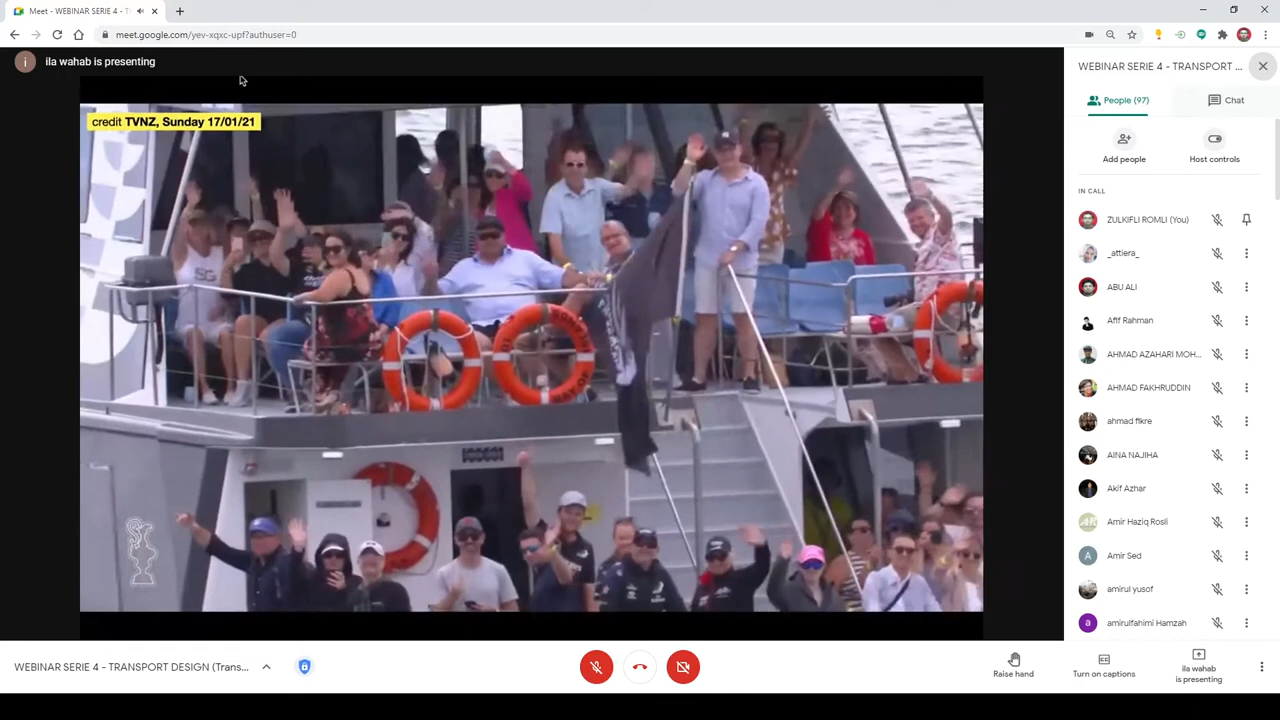 Meet - WEBINAR SERIE 4 - T
meet.google.com/yev-xqxc-upf?authuser=0
i
ila wahab is presenting
credit TVNZ, Sunday 17/01/21
WEBINAR SERIE 4 - TRANSPORT ...
People (97)
Chat
Add people
Host controls
IN CALL
ZULKIFLI ROMLI (You)
_attiera_
ABU ALI
Afif Rahman
AHMAD AZAHARI MOH...
AHMAD FAKHRUDDIN
ahmad fikre
AINA NAJIHA
Akif Azhar
Amir Haziq Rosli
A
Amir Sed
amirul yusof
a
amirulfahimi Hamzah
WEBINAR SERIE 4 - TRANSPORT DESIGN (Trans...
Raise hand
Turn on captions
ila wahab
is presenting